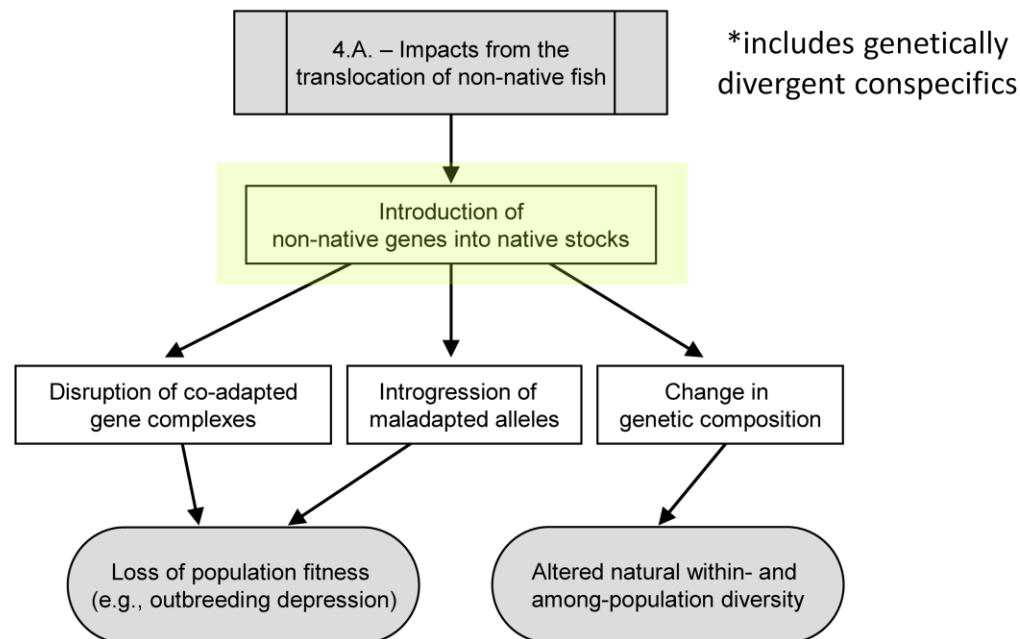 4.A. – Impacts from the
translocation of non-native fish
*includes genetically
divergent conspecifics
Introduction of
non-native genes into native stocks
Disruption of co-adapted
gene complexes
Introgression of
maladapted alleles
Change in
genetic composition
Loss of population fitness
(e.g., outbreeding depression)
Altered natural within- and
among-population diversity